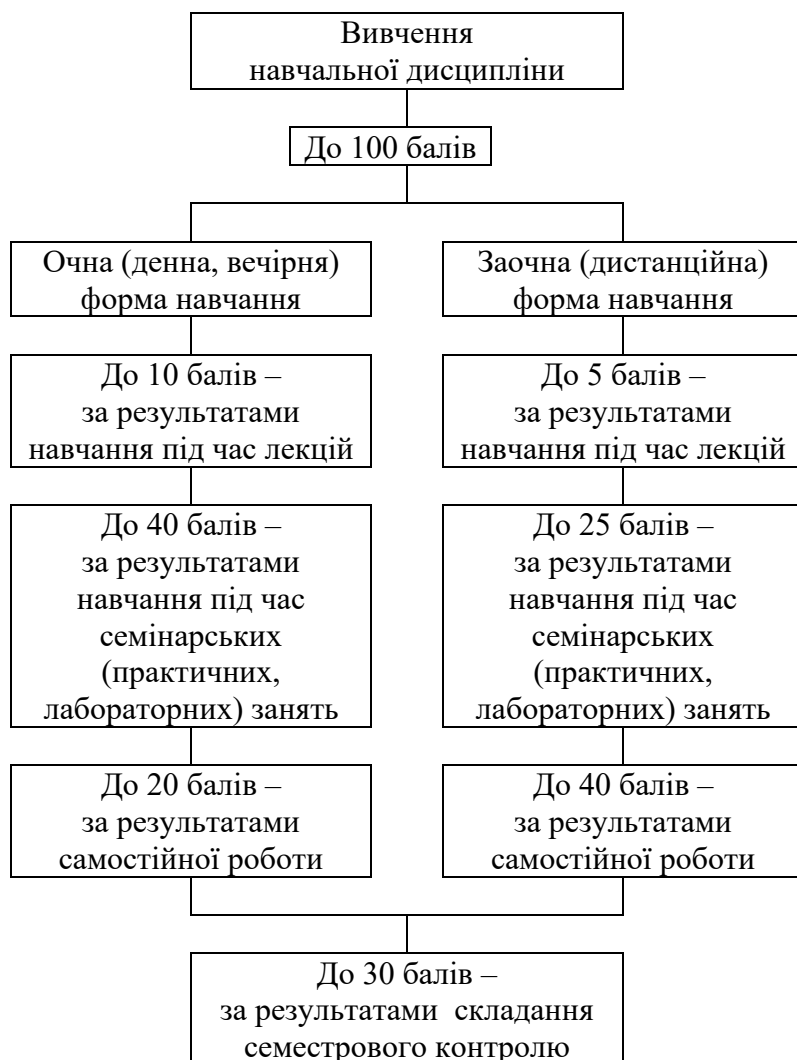 Вивчення
навчальної дисципліни
До 100 балів
Очна (денна, вечірня)
форма навчання
До 10 балів –
за результатами
навчання під час лекцій
До 40 балів –
за результатами
навчання під час
семінарських
(практичних,
лабораторних) занять
До 20 балів –
за результатами
самостійної роботи
Заочна (дистанційна)
форма навчання
До 5 балів –
за результатами
навчання під час лекцій
До 25 балів –
за результатами
навчання під час
семінарських
(практичних,
лабораторних) занять
До 40 балів –
за результатами
самостійної роботи
До 30 балів –
за результатами складання
семестрового контролю